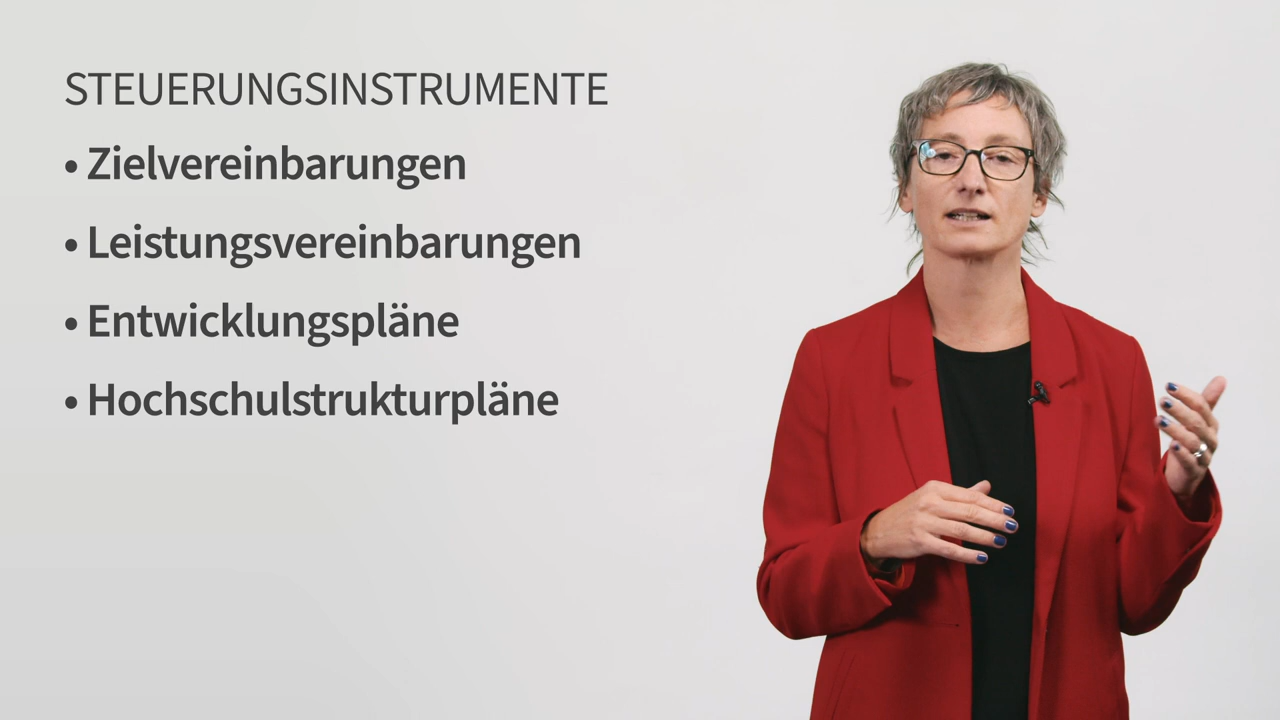 STEUERUNGSINSTRUMENTE
• Zielvereinbarungen
• Leistungsvereinbarungen
• Entwicklungspläne
• Hochschulstrukturpläne